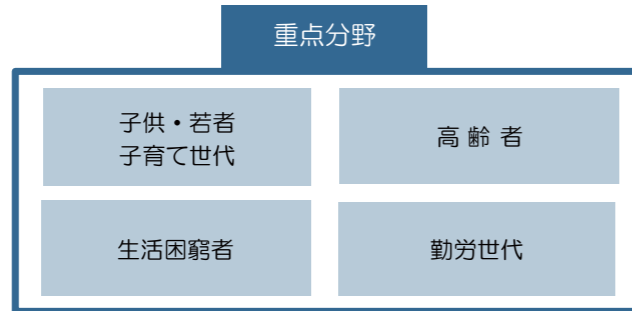 重点分野
子供・若者
子育て世代
高齢者
生活困窮者
勤労世代